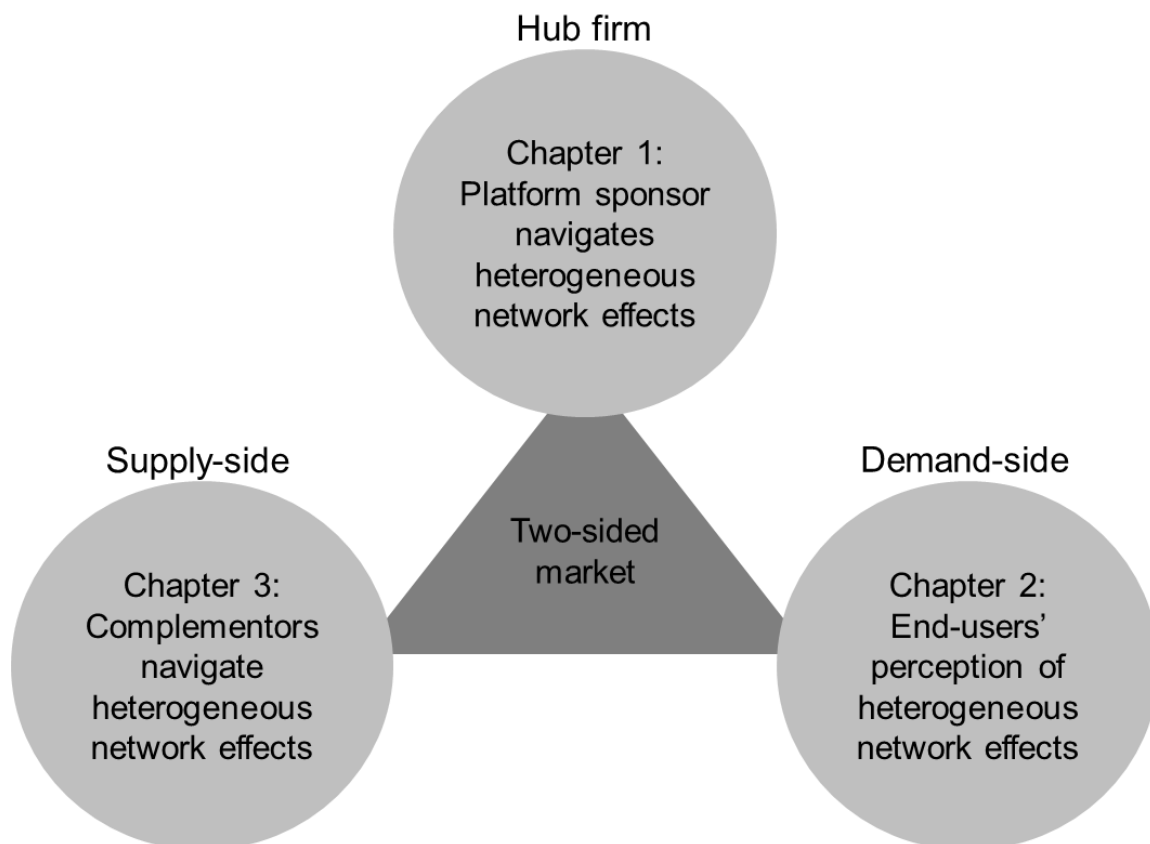 Hub firm
Chapter 1:
Platform sponsor
navigates
heterogeneous
network effects
Supply-side
Demand-side
Two-sided
market
Chapter 3:
Complementors
navigate
heterogeneous
network effects
Chapter 2:
End-users’
perception of
heterogeneous
network effects